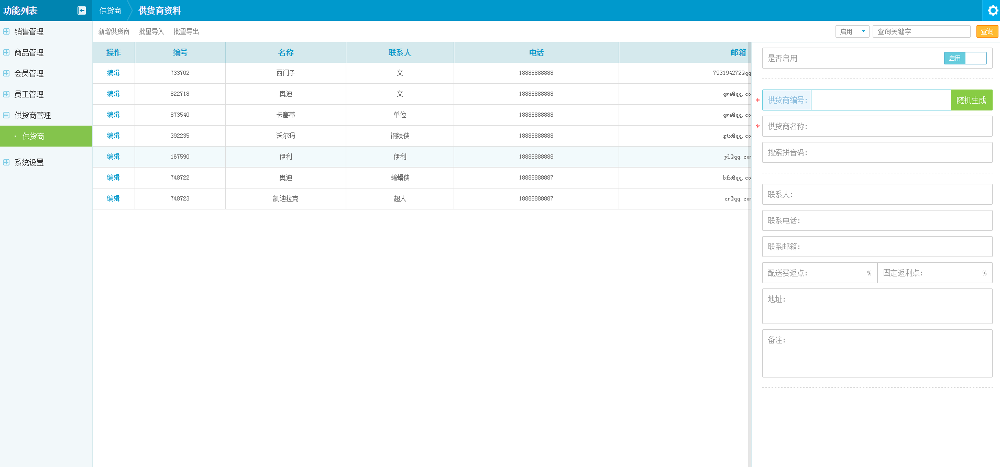 功能列表
供货商
供货商资料
销售管理
商品管理
会员管理
员工管理
供货商管理
· 供货商
系统设置
新增供货商 批量导入 批量导出
启用 查询关键字 查询
操作 编号 名称 联系人 电话 邮箱
编辑 733702 西门子 文 18888888888 793194272@qq
编辑 822718 奥迪 文 18888888888 qwe@qq.co
编辑 873540 卡塞蒂 单位 18888888888 qwe@qq.co
编辑 392235 沃尔玛 钢铁侠 18888888888 gtx@qq.co
编辑 167590 伊利 伊利 18888888888 yl@qq.com
编辑 748722 奥迪 蝙蝠侠 18888888887 bfx@qq.co
编辑 748723 凯迪拉克 超人 18888888887 cr@qq.com
是否启用 启用
* 供货商编号: 随机生成
* 供货商名称:
搜索拼音码:
联系人:
联系电话:
联系邮箱:
配送费返点: % 固定返利点: %
地址:
备注: